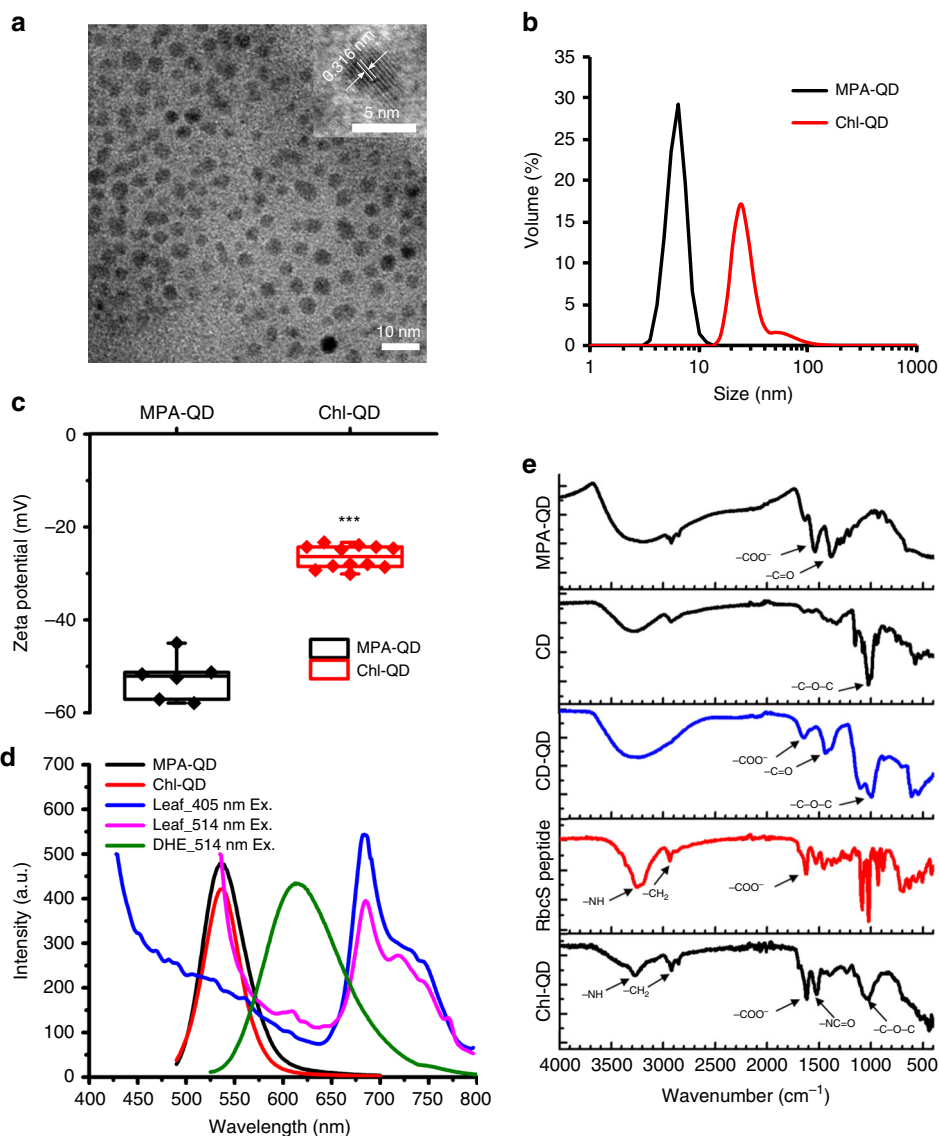 a
0.316 nm
5 nm
10 nm
b
35
30
25
20
15
10
5
0
Volume (%)
1
10
100
1000
Size (nm)
MPA-QD
Chl-QD
c
MPA-QD
Chl-QD
0
–20
–40
–60
Zeta potential (mV)
***
MPA-QD
Chl-QD
d
700
600
500
400
300
200
100
0
Intensity (a.u.)
MPA-QD
Chl-QD
Leaf_405 nm Ex.
Leaf_514 nm Ex.
DHE_514 nm Ex.
400 450 500 550 600 650 700 750 800
Wavelength (nm)
e
MPA-QD
–COO⁻
–C=O
CD
–C–O–C
CD-QD
–COO⁻
–C=O
–C–O–C
RbcS peptide
–NH
–CH₂
–COO⁻
Chl-QD
–NH
–CH₂
–COO⁻
–NC=O
–C–O–C
4000 3500 3000 2500 2000 1500 1000 500
Wavenumber (cm⁻¹)